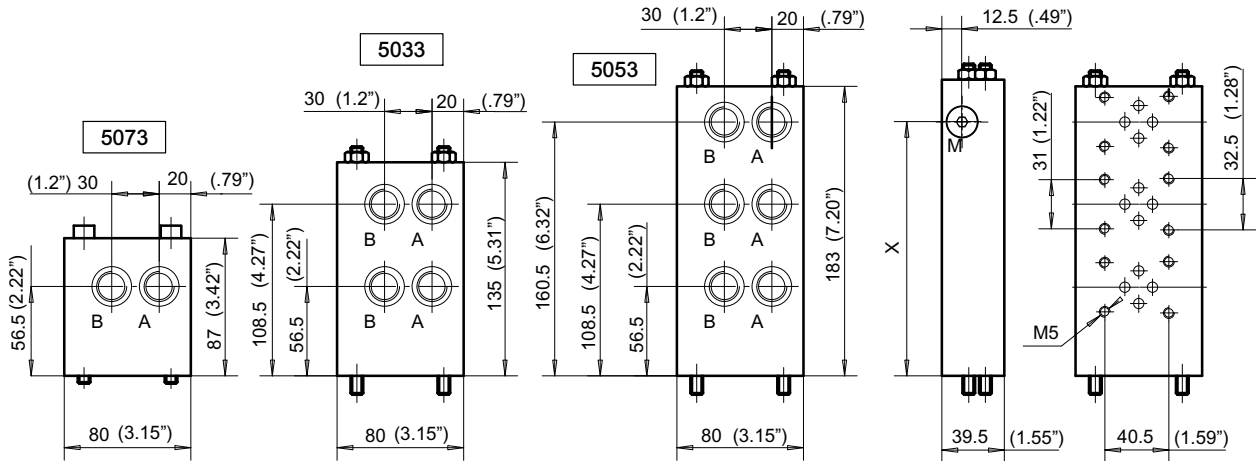 5073
(1.2") 30
20 (.79")
56.5 (2.22")
B
A
87 (3.42")
80 (3.15")
5033
30 (1.2")
20 (.79")
108.5 (4.27")
56.5 (2.22")
B
A
B
A
135 (5.31")
80 (3.15")
5053
30 (1.2")
20 (.79")
160.5 (6.32")
108.5 (4.27")
56.5 (2.22")
B
A
B
A
B
A
183 (7.20")
80 (3.15")
12.5 (.49")
M
X
39.5 (1.55")
31 (1.22")
32.5 (1.28")
M5
40.5 (1.59")